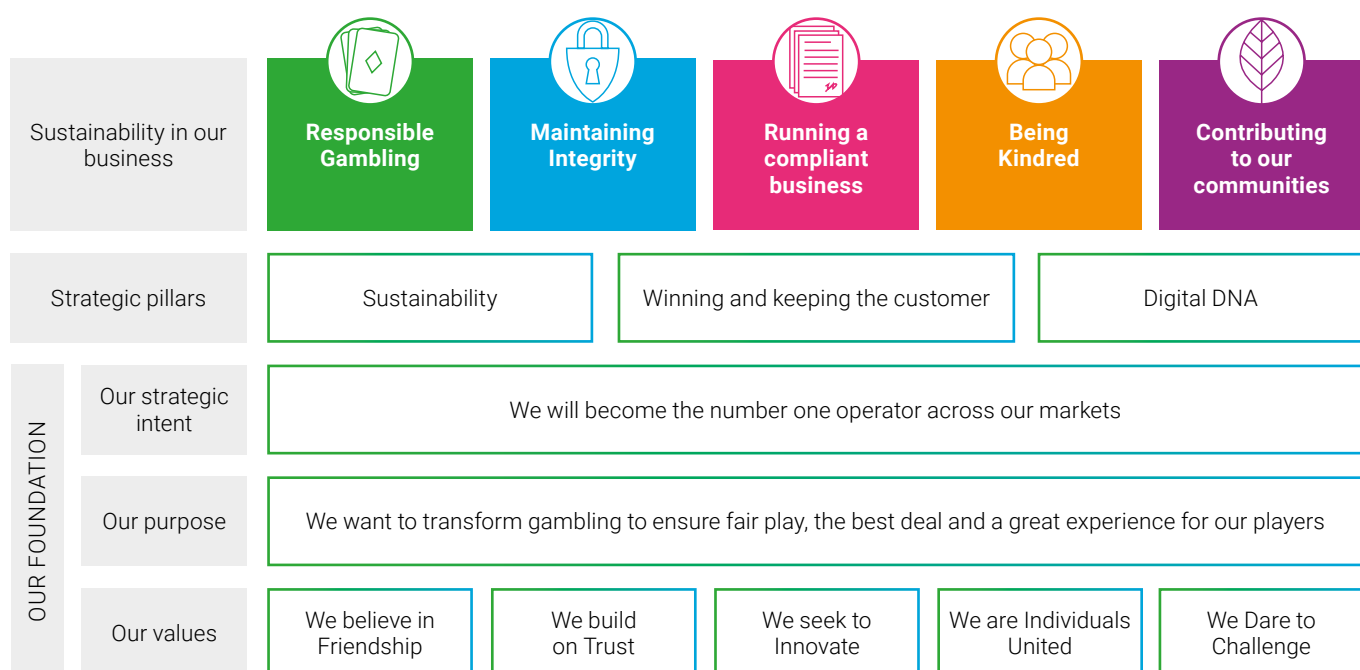 Sustainability in our
business
Responsible
Gambling
Maintaining
Integrity
Running a
compliant
business
Being
Kindred
Contributing
to our
communities
Strategic pillars
Sustainability
Winning and keeping the customer
Digital DNA
OUR FOUNDATION
Our strategic
intent
We will become the number one operator across our markets
Our purpose
We want to transform gambling to ensure fair play, the best deal and a great experience for our players
Our values
We believe in
Friendship
We build
on Trust
We seek to
Innovate
We are Individuals
United
We Dare to
Challenge